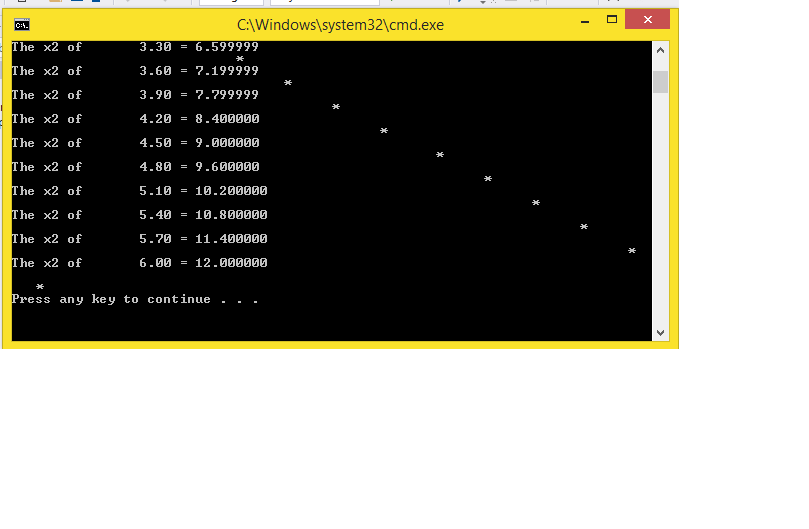 C:\Windows\system32\cmd.exe
The x2 of 3.30 = 6.599999
*
The x2 of 3.60 = 7.199999
*
The x2 of 3.90 = 7.799999
*
The x2 of 4.20 = 8.400000
*
The x2 of 4.50 = 9.000000
*
The x2 of 4.80 = 9.600000
*
The x2 of 5.10 = 10.200000
*
The x2 of 5.40 = 10.800000
*
The x2 of 5.70 = 11.400000
*
The x2 of 6.00 = 12.000000
*
Press any key to continue . . .